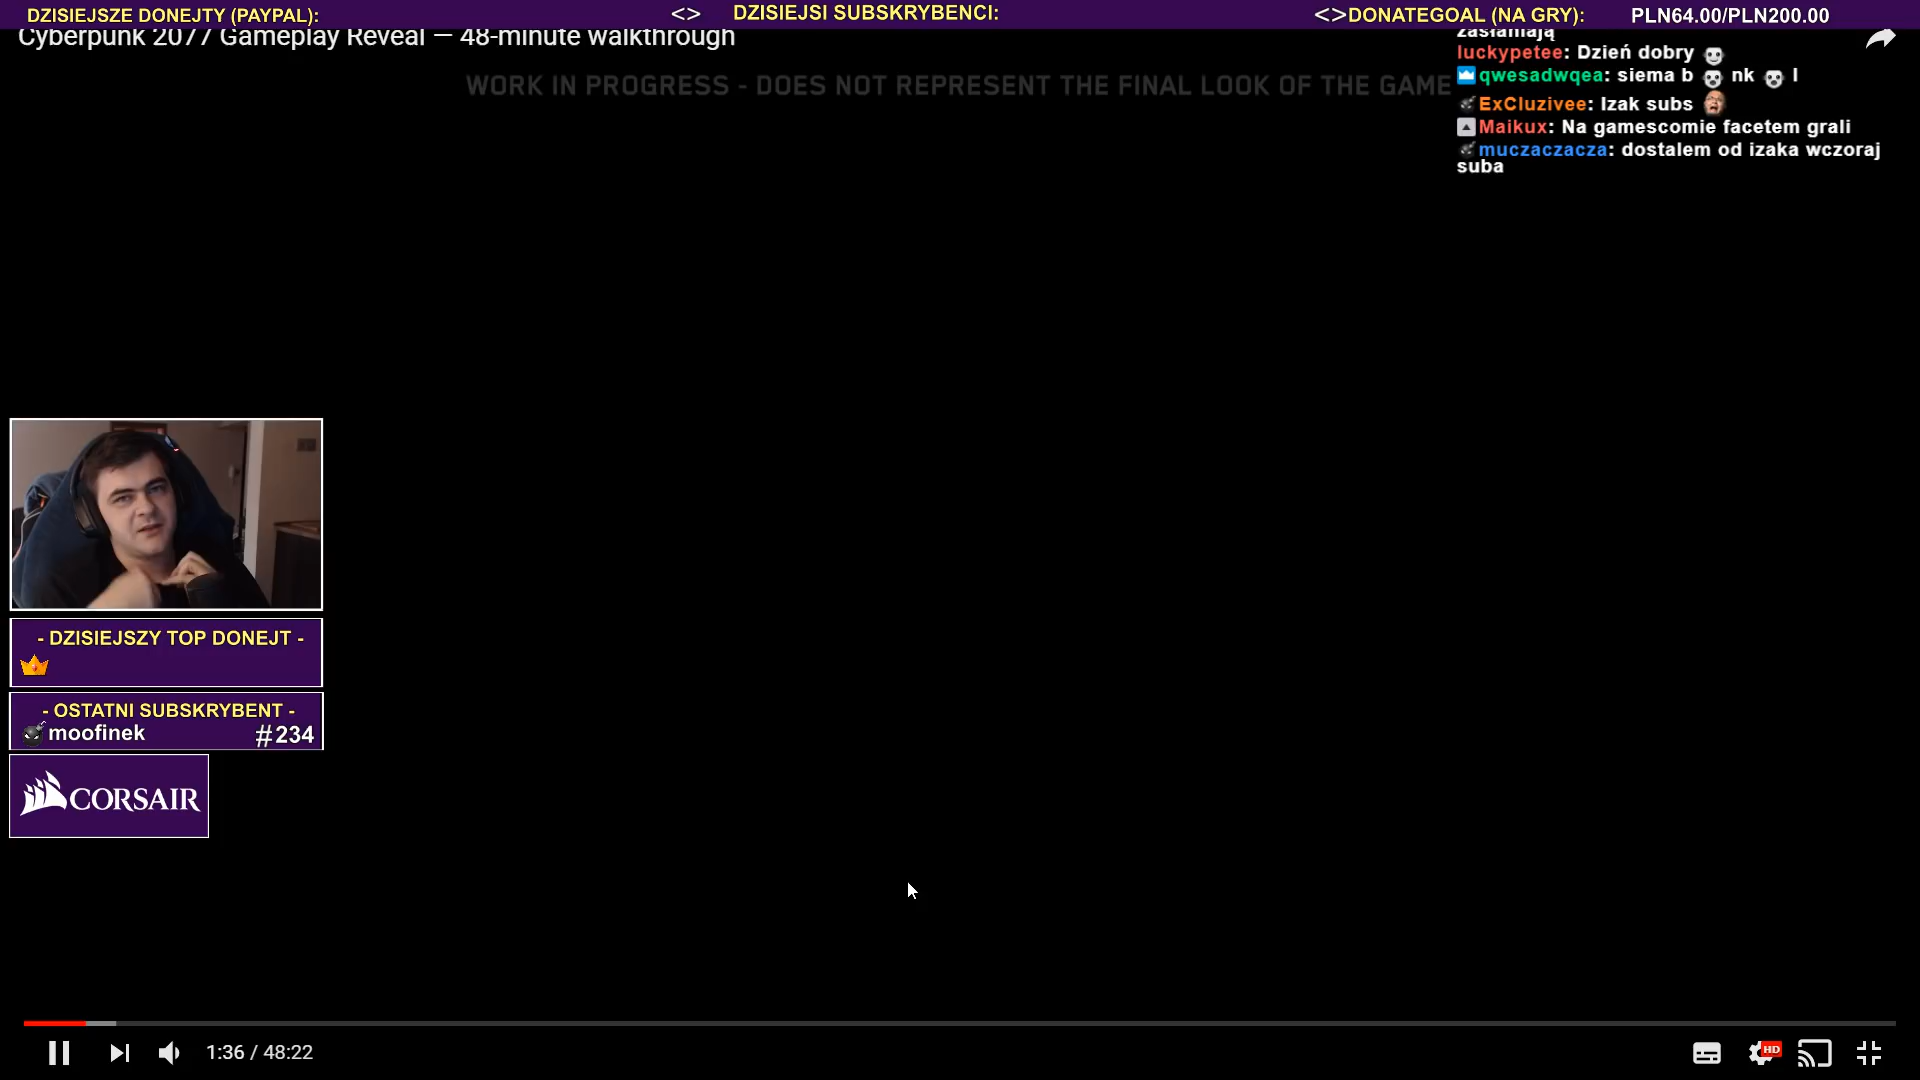 DZISIEJSZE DONEJTY (PAYPAL):
<>
DZISIEJSI SUBSKRYBENCI:
<>DONATEGOAL (NA GRY):
PLN64.00/PLN200.00
Cyberpunk 2077 Gameplay Reveal — 48-minute walkthrough
WORK IN PROGRESS - DOES NOT REPRESENT THE FINAL LOOK OF THE GAME
zasłaniają
luckypetee: Dzień dobry
qwesadwqea: siema b nk l
ExCluzivee: Izak subs
Maikux: Na gamescomie facetem grali
muczaczacza: dostalem od izaka wczoraj
suba
- DZISIEJSZY TOP DONEJT -
- OSTATNI SUBSKRYBENT -
moofinek #234
CORSAIR
1:36 / 48:22
HD